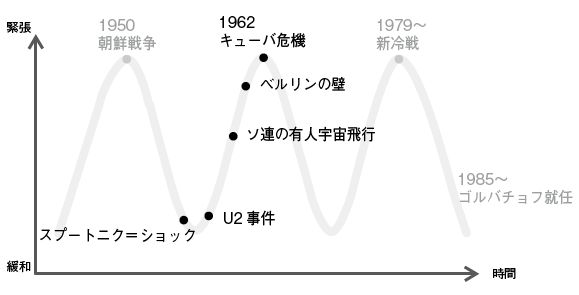 緊張
1950
朝鮮戦争
1962
キューバ危機
1979～
新冷戦
ベルリンの壁
ソ連の有人宇宙飛行
1985～
ゴルバチョフ就任
U2 事件
スプートニク＝ショック
緩和
時間